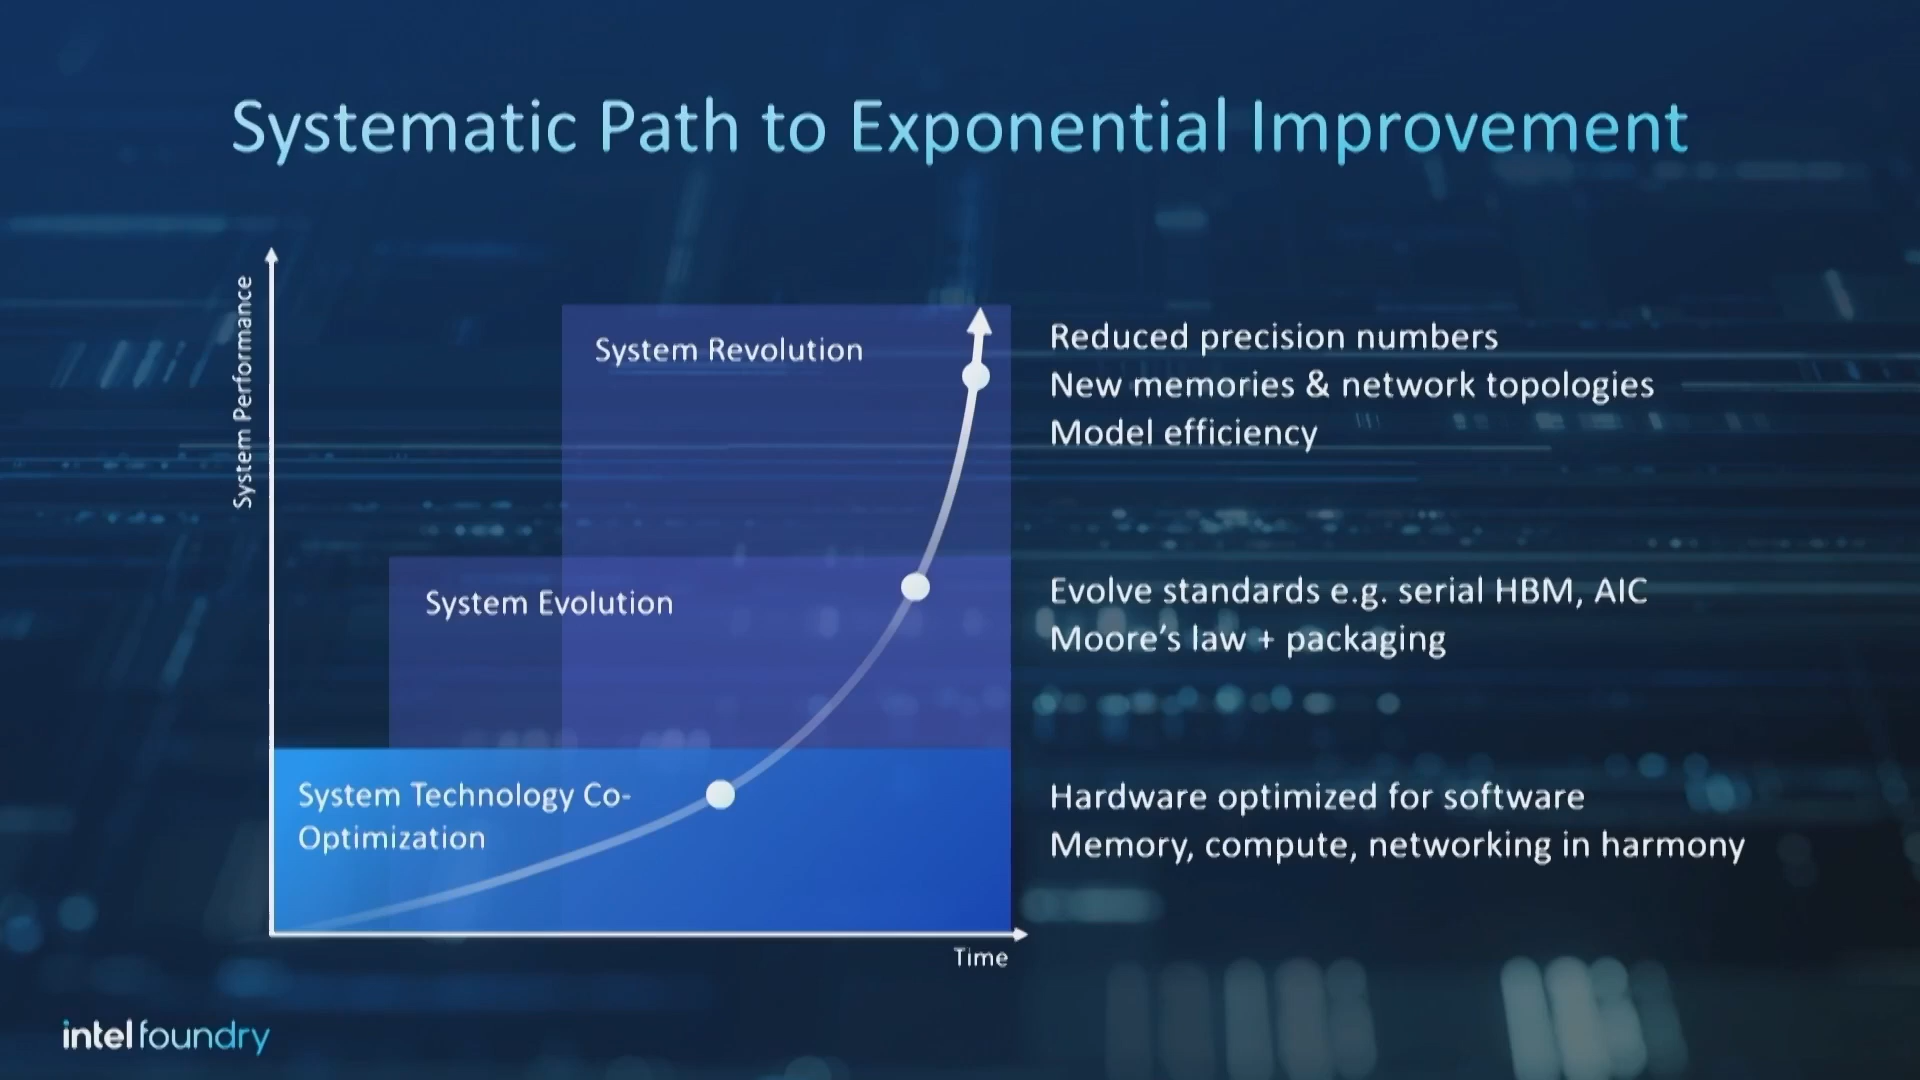 Systematic Path to Exponential Improvement
System Performance
System Revolution
Reduced precision numbers
New memories & network topologies
Model efficiency
System Evolution
Evolve standards e.g. serial HBM, AIC
Moore’s law + packaging
System Technology Co-
Optimization
Hardware optimized for software
Memory, compute, networking in harmony
Time
intel foundry